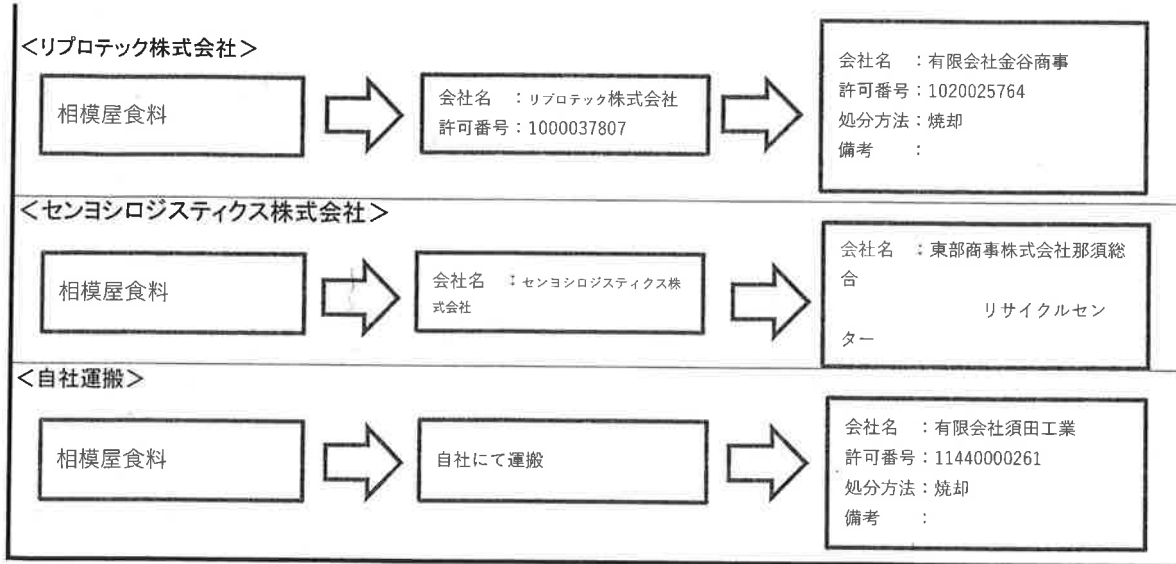 ＜リプロテック株式会社＞
相模屋食料
会社名　：リプロテック株式会社
許可番号：1000037807
会社名　：有限会社金谷商事
許可番号：1020025764
処分方法：焼却
備考　　：
＜センヨシロジスティクス株式会社＞
相模屋食料
会社名　：センヨシロジスティクス株
式会社
会社名　：東部商事株式会社那須総
合
リサイクルセン
ター
＜自社運搬＞
相模屋食料
自社にて運搬
会社名　：有限会社須田工業
許可番号：11440000261
処分方法：焼却
備考　　：